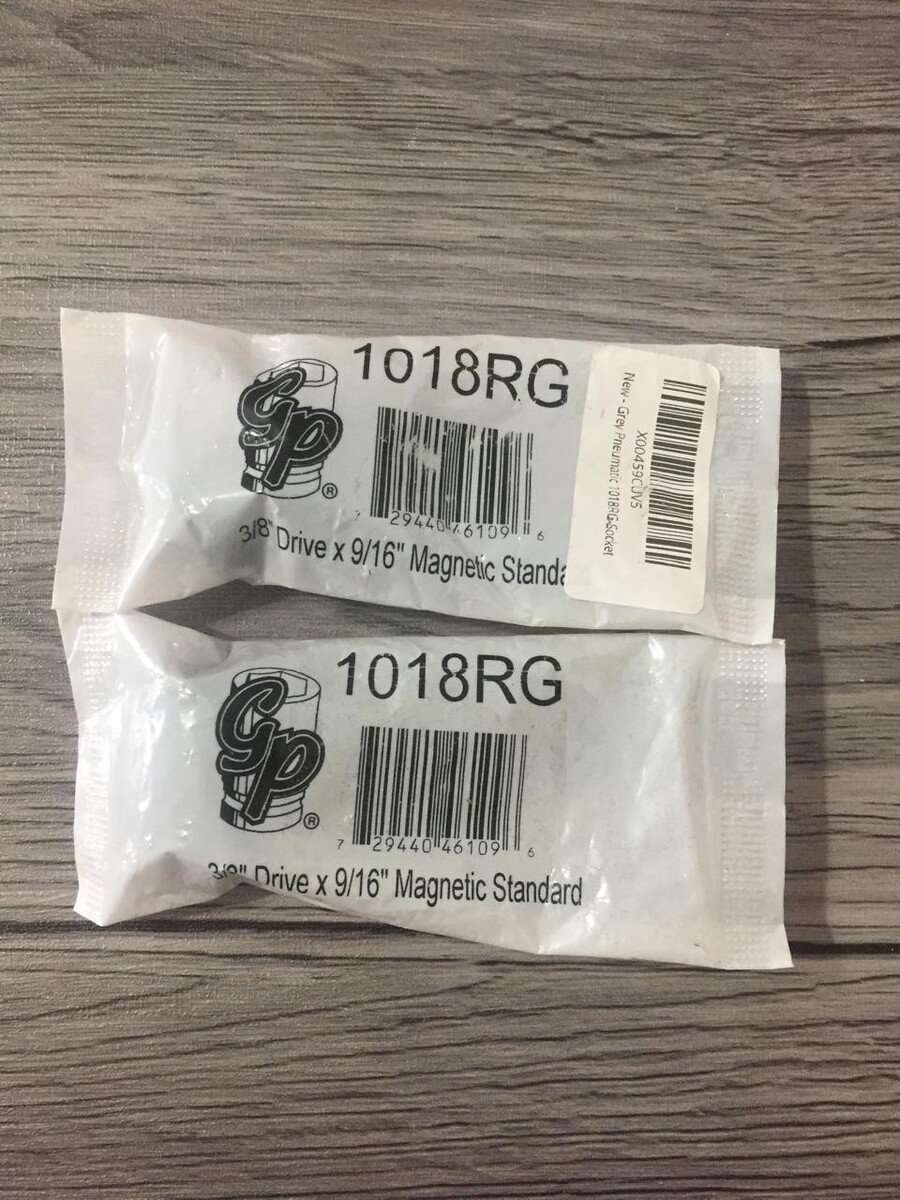 1018RG
GP
®
7 29440 46109 6
3/8" Drive x 9/16" Magnetic Standa
X00459CUV5
New - Grey Pneumatic 1018RG Socket
1018RG
GP
®
7 29440 46109 6
3/8" Drive x 9/16" Magnetic Standard